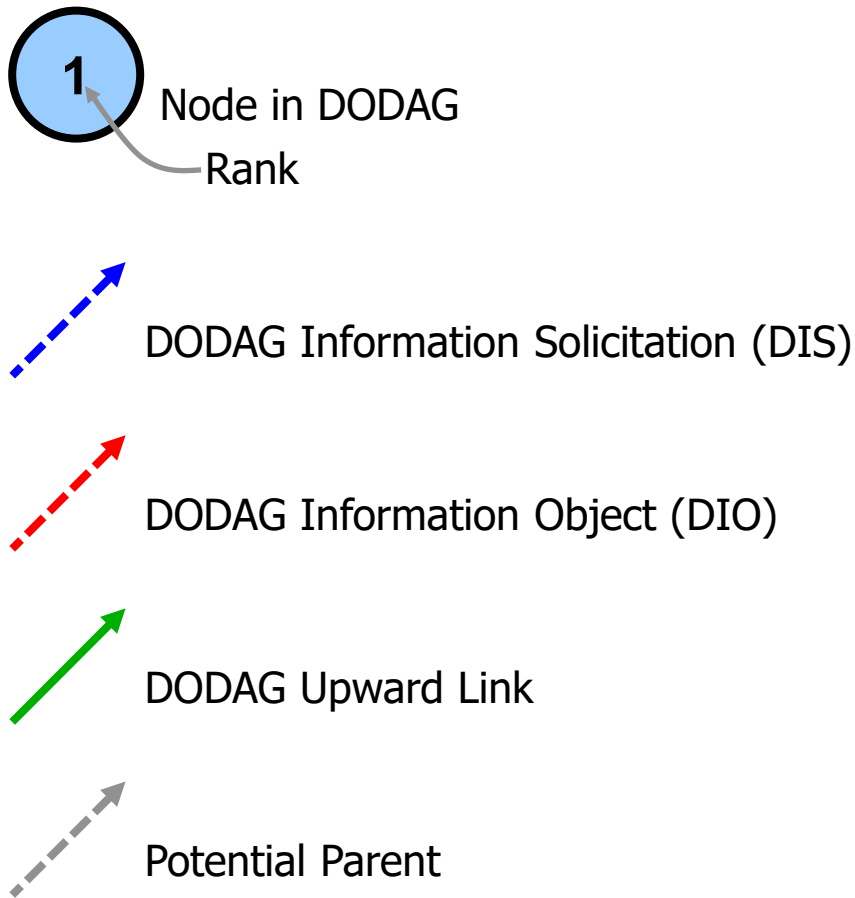 1
Node in DODAG
Rank
DODAG Information Solicitation (DIS)
DODAG Information Object (DIO)
DODAG Upward Link
Potential Parent